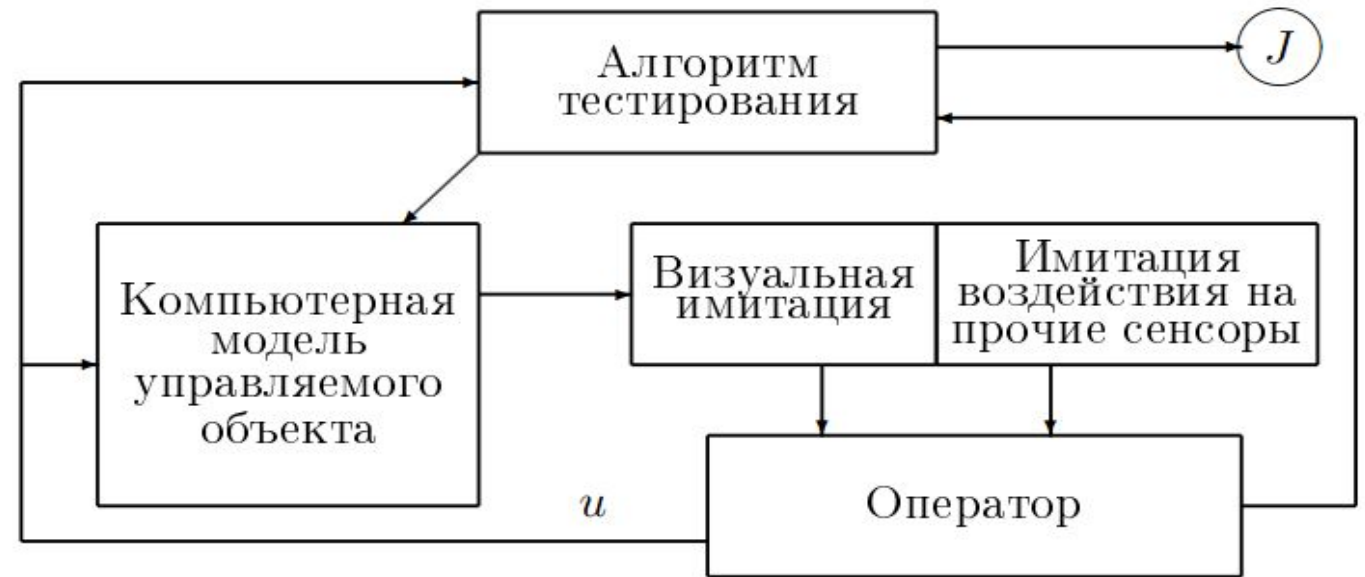 Алгоритм
тестирования
J
Компьютерная
модель
управляемого
объекта
Визуальная
имитация
Имитация
воздействия на
прочие сенсоры
u
Оператор